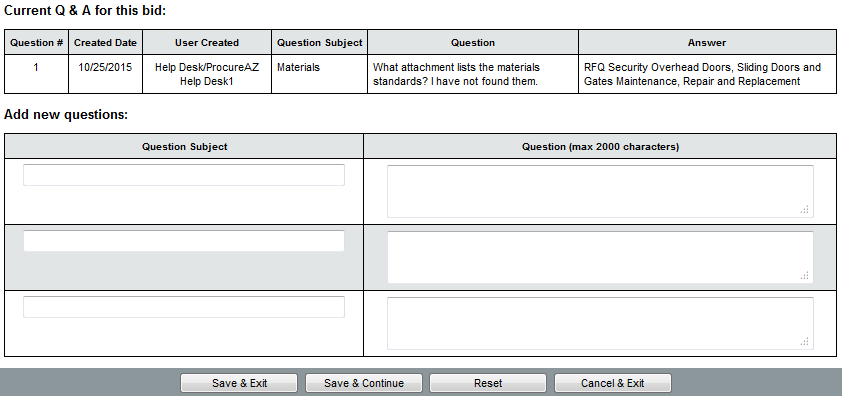 Current Q & A for this bid:
Question # Created Date User Created Question Subject Question Answer
1 10/25/2015 Help Desk/ProcureAZ Materials What attachment lists the materials RFQ Security Overhead Doors, Sliding Doors and
Help Desk1 standards? I have not found them. Gates Maintenance, Repair and Replacement
Add new questions:
Question Subject Question (max 2000 characters)
Save & Exit Save & Continue Reset Cancel & Exit